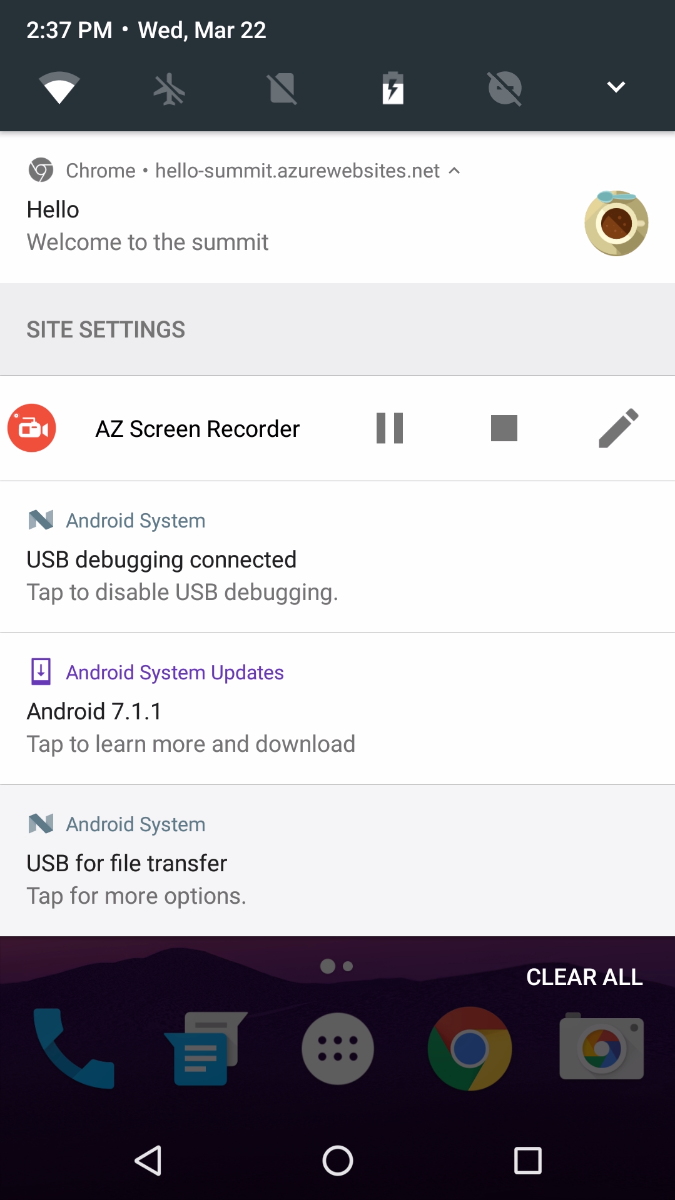 2:37 PM • Wed, Mar 22
Chrome • hello-summit.azurewebsites.net
Hello
Welcome to the summit
SITE SETTINGS
AZ Screen Recorder
Android System
USB debugging connected
Tap to disable USB debugging.
Android System Updates
Android 7.1.1
Tap to learn more and download
Android System
USB for file transfer
Tap for more options.
CLEAR ALL